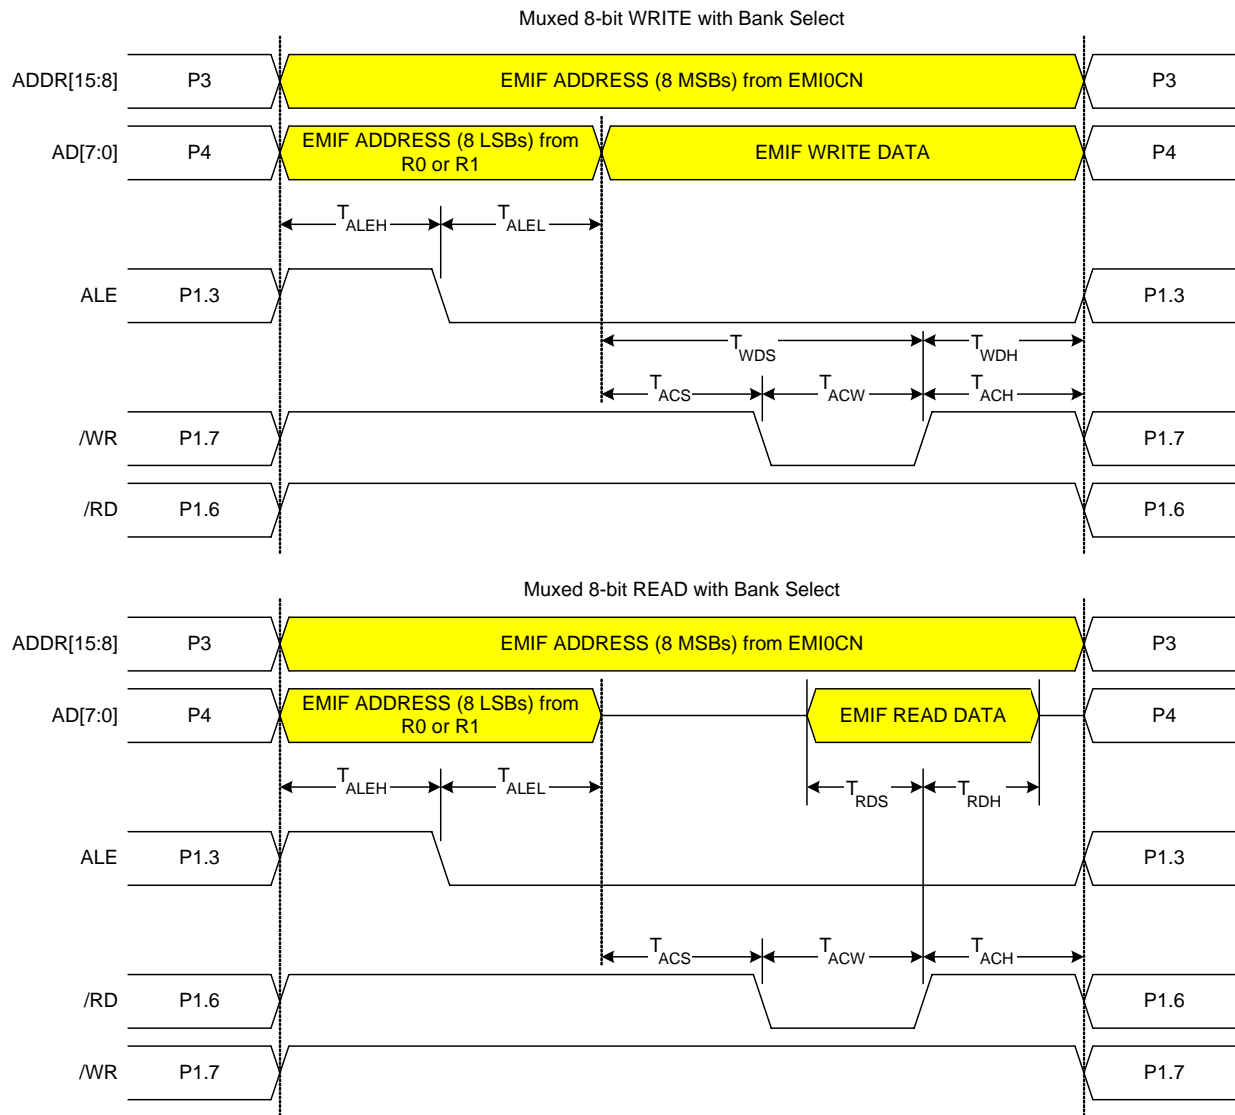 Muxed 8-bit WRITE with Bank Select
ADDR[15:8] P3 EMIF ADDRESS (8 MSBs) from EMI0CN P3
AD[7:0] P4 EMIF ADDRESS (8 LSBs) from
R0 or R1 EMIF WRITE DATA P4
TALEH TALEL
ALE P1.3 P1.3
TWDS TWDH
TACS TACW TACH
/WR P1.7 P1.7
/RD P1.6 P1.6
Muxed 8-bit READ with Bank Select
ADDR[15:8] P3 EMIF ADDRESS (8 MSBs) from EMI0CN P3
AD[7:0] P4 EMIF ADDRESS (8 LSBs) from
R0 or R1 EMIF READ DATA P4
TALEH TALEL TRDS TRDH
ALE P1.3 P1.3
TACS TACW TACH
/RD P1.6 P1.6
/WR P1.7 P1.7